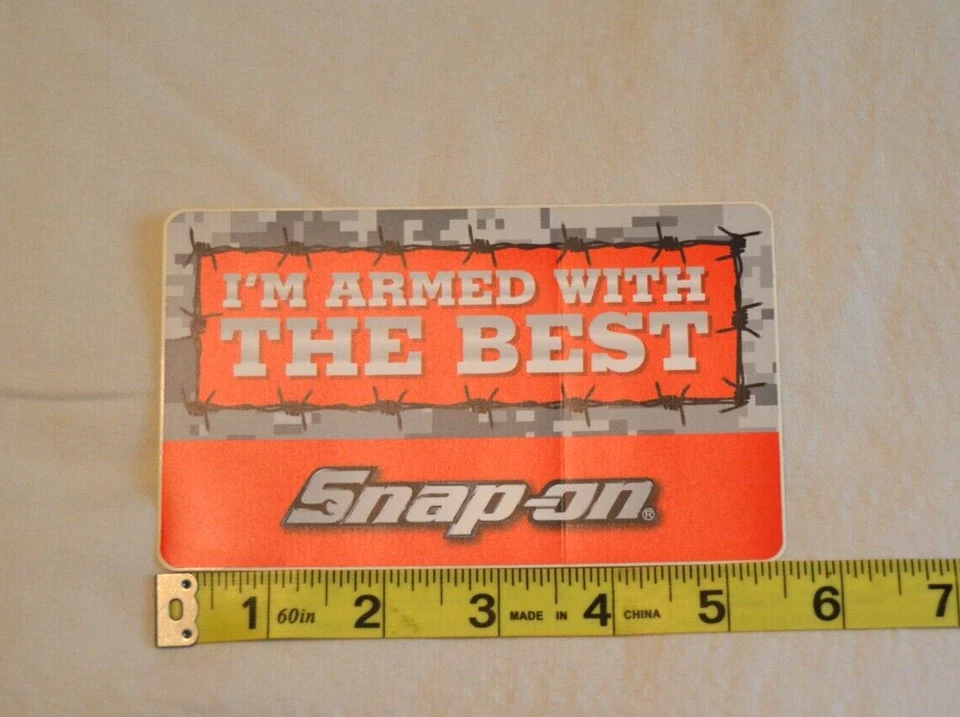 I'M ARMED WITH
THE BEST
Snap-on®
1 60in 2 3 MADE IN 4 CHINA 5 6 7